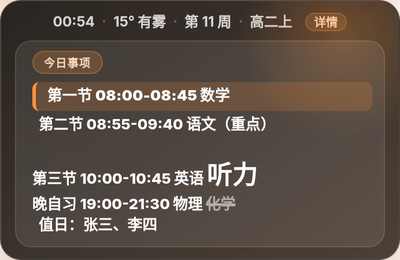 00:54 · 15° 有雾 · 第 11 周 · 高二上 详情
今日事项
第一节 08:00-08:45 数学
第二节 08:55-09:40 语文（重点）
第三节 10:00-10:45 英语 听力
晚自习 19:00-21:30 物理 化学
值日：张三、李四